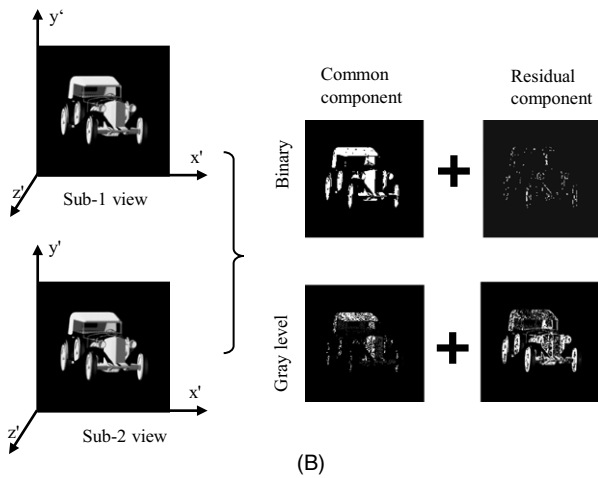 y‘
x'
z'
Sub-1 view
y'
x'
z'
Sub-2 view
Common
component
Residual
component
Binary
Gray level
(B)